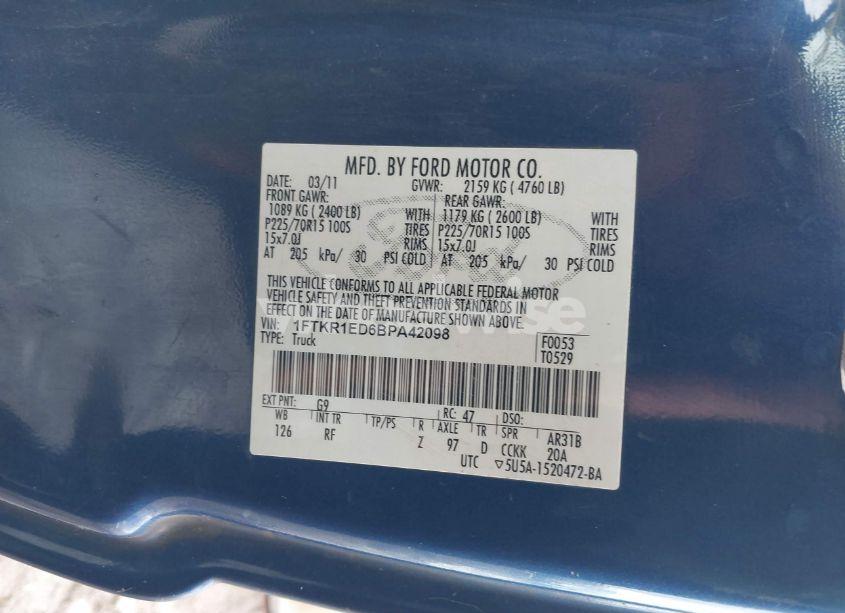 MFD. BY FORD MOTOR CO.
DATE: 03/11 GVWR: 2159 KG ( 4760 LB)
FRONT GAWR: REAR GAWR:
1089 KG ( 2400 LB) WITH 1179 KG ( 2600 LB) WITH
P225/70R15 100S TIRES P225/70R15 100S TIRES
15x7.0J RIMS 15x7.0J RIMS
AT 205 kPa/ 30 PSI COLD AT 205 kPa/ 30 PSI COLD
THIS VEHICLE CONFORMS TO ALL APPLICABLE FEDERAL MOTOR
VEHICLE SAFETY AND THEFT PREVENTION STANDARDS IN
EFFECT ON THE DATE OF MANUFACTURE SHOWN ABOVE.
VIN: 1FTKR1ED6BPA42098 F0053
TYPE: Truck T0529
EXT PNT: G9 RC: 47 DSO:
WB INT TR TP/PS R AXLE TR SPR AR31B
126 RF Z 97 D CCKK 20A
UTC ▽5U5A-1520472-BA